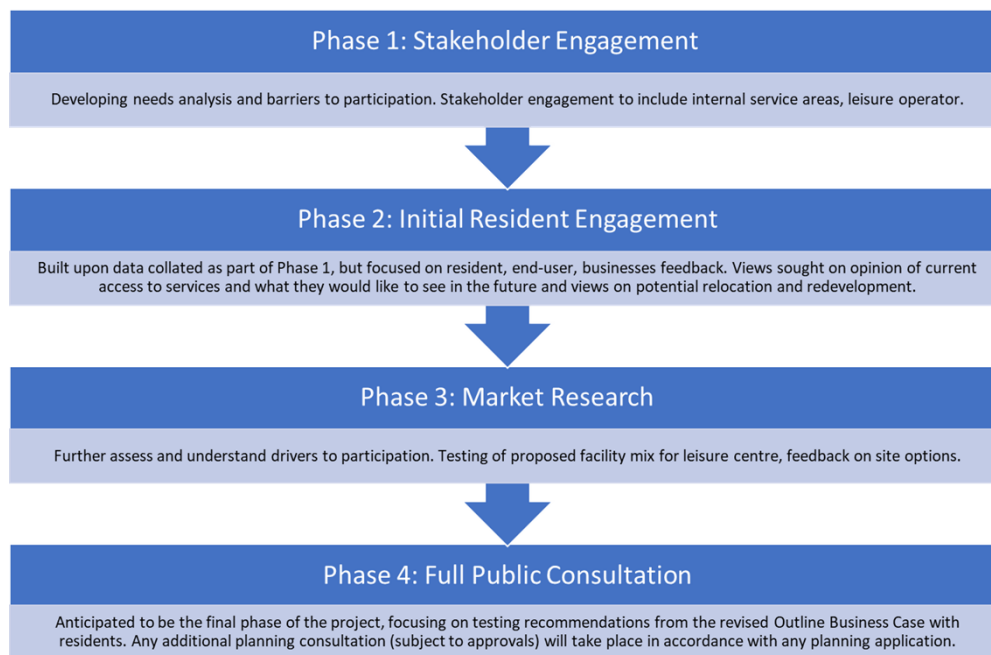 Phase 1: Stakeholder Engagement
Developing needs analysis and barriers to participation. Stakeholder engagement to include internal service areas, leisure operator.
Phase 2: Initial Resident Engagement
Built upon data collated as part of Phase 1, but focused on resident, end-user, businesses feedback. Views sought on opinion of current
access to services and what they would like to see in the future and views on potential relocation and redevelopment.
Phase 3: Market Research
Further assess and understand drivers to participation. Testing of proposed facility mix for leisure centre, feedback on site options.
Phase 4: Full Public Consultation
Anticipated to be the final phase of the project, focusing on testing recommendations from the revised Outline Business Case with
residents. Any additional planning consultation (subject to approvals) will take place in accordance with any planning application.